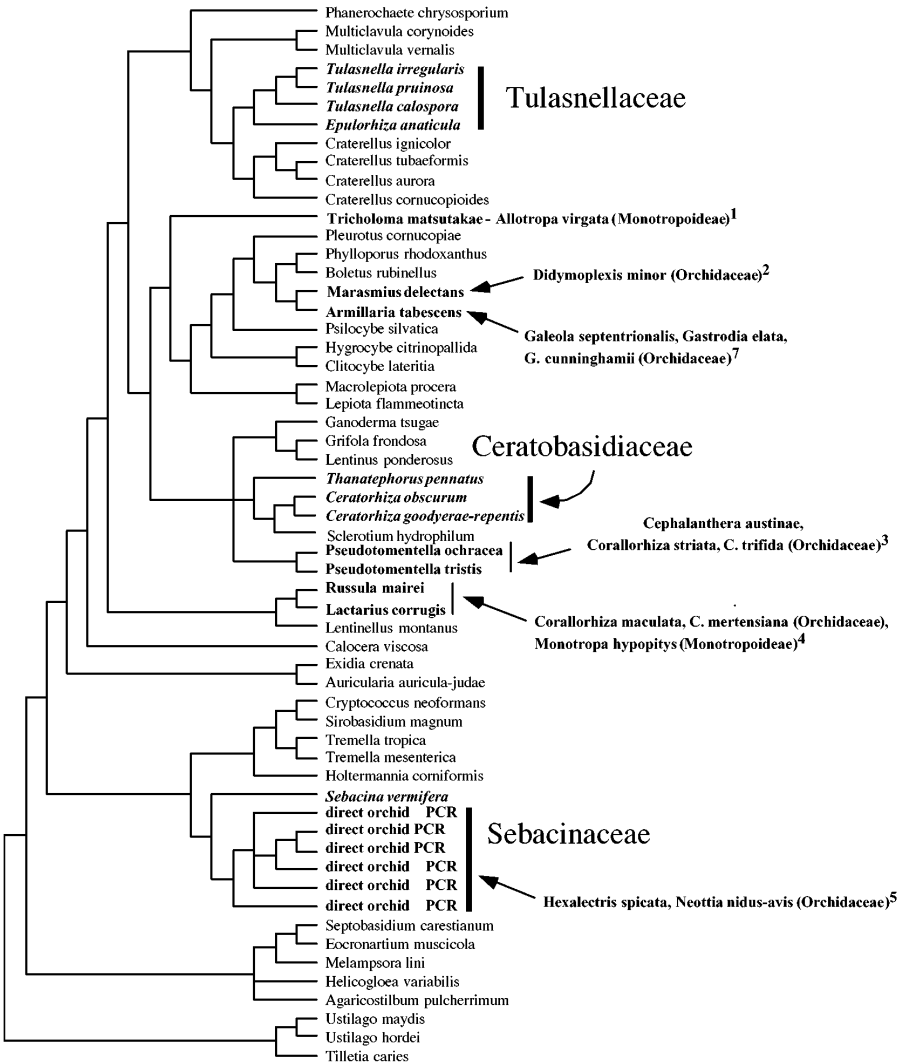 Phanerochaete chrysosporium
Multiclavula corynoides
Multiclavula vernalis
Tulasnella irregularis
Tulasnella pruinosa
Tulasnella calospora
Epulorhiza anaticula
Tulasnellaceae
Craterellus ignicolor
Craterellus tubaeformis
Craterellus aurora
Craterellus cornucopioides
Tricholoma matsutakae - Allotropa virgata (Monotropoideae)1
Pleurotus cornucopiae
Phylloporus rhodoxanthus
Boletus rubinellus
Didymoplexis minor (Orchidaceae)2
Marasmius delectans
Armillaria tabescens
Psilocybe silvatica
Galeola septentrionalis, Gastrodia elata,
G. cunninghamii (Orchidaceae)7
Hygrocybe citrinopallida
Clitocybe lateritia
Macrolepiota procera
Lepiota flammeotincta
Ganoderma tsugae
Grifola frondosa
Lentinus ponderosus
Ceratobasidiaceae
Thanatephorus pennatus
Ceratorhiza obscurum
Ceratorhiza goodyerae-repentis
Sclerotium hydrophilum
Cephalanthera austinae,
Corallorhiza striata, C. trifida (Orchidaceae)3
Pseudotomentella ochracea
Pseudotomentella tristis
Russula mairei
Lactarius corrugis
Lentinellus montanus
Corallorhiza maculata, C. mertensiana (Orchidaceae),
Monotropa hypopitys (Monotropoideae)4
Calocera viscosa
Exidia crenata
Auricularia auricula-judae
Cryptococcus neoformans
Sirobasidium magnum
Tremella tropica
Tremella mesenterica
Holtermannia corniformis
Sebacina vermifera
direct orchid PCR
direct orchid PCR
direct orchid PCR
direct orchid PCR
direct orchid PCR
direct orchid PCR
Sebacinaceae
Hexalectris spicata, Neottia nidus-avis (Orchidaceae)5
Septobasidium carestianum
Eocronartium muscicola
Melampsora lini
Helicogloea variabilis
Agaricostilbum pulcherrimum
Ustilago maydis
Ustilago hordei
Tilletia caries